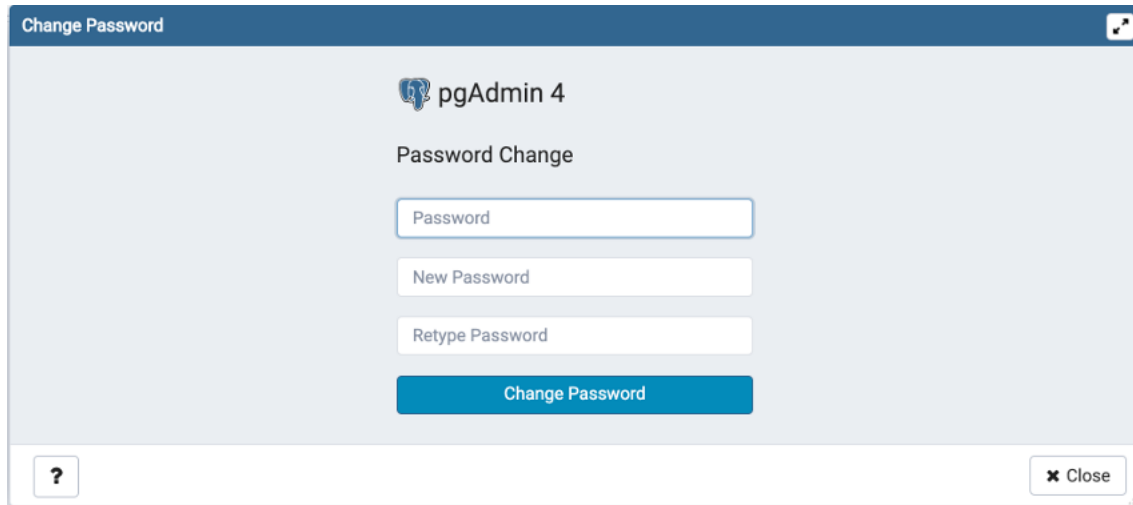 Change Password
pgAdmin 4
Password Change
Password
New Password
Retype Password
Change Password
? ✖ Close